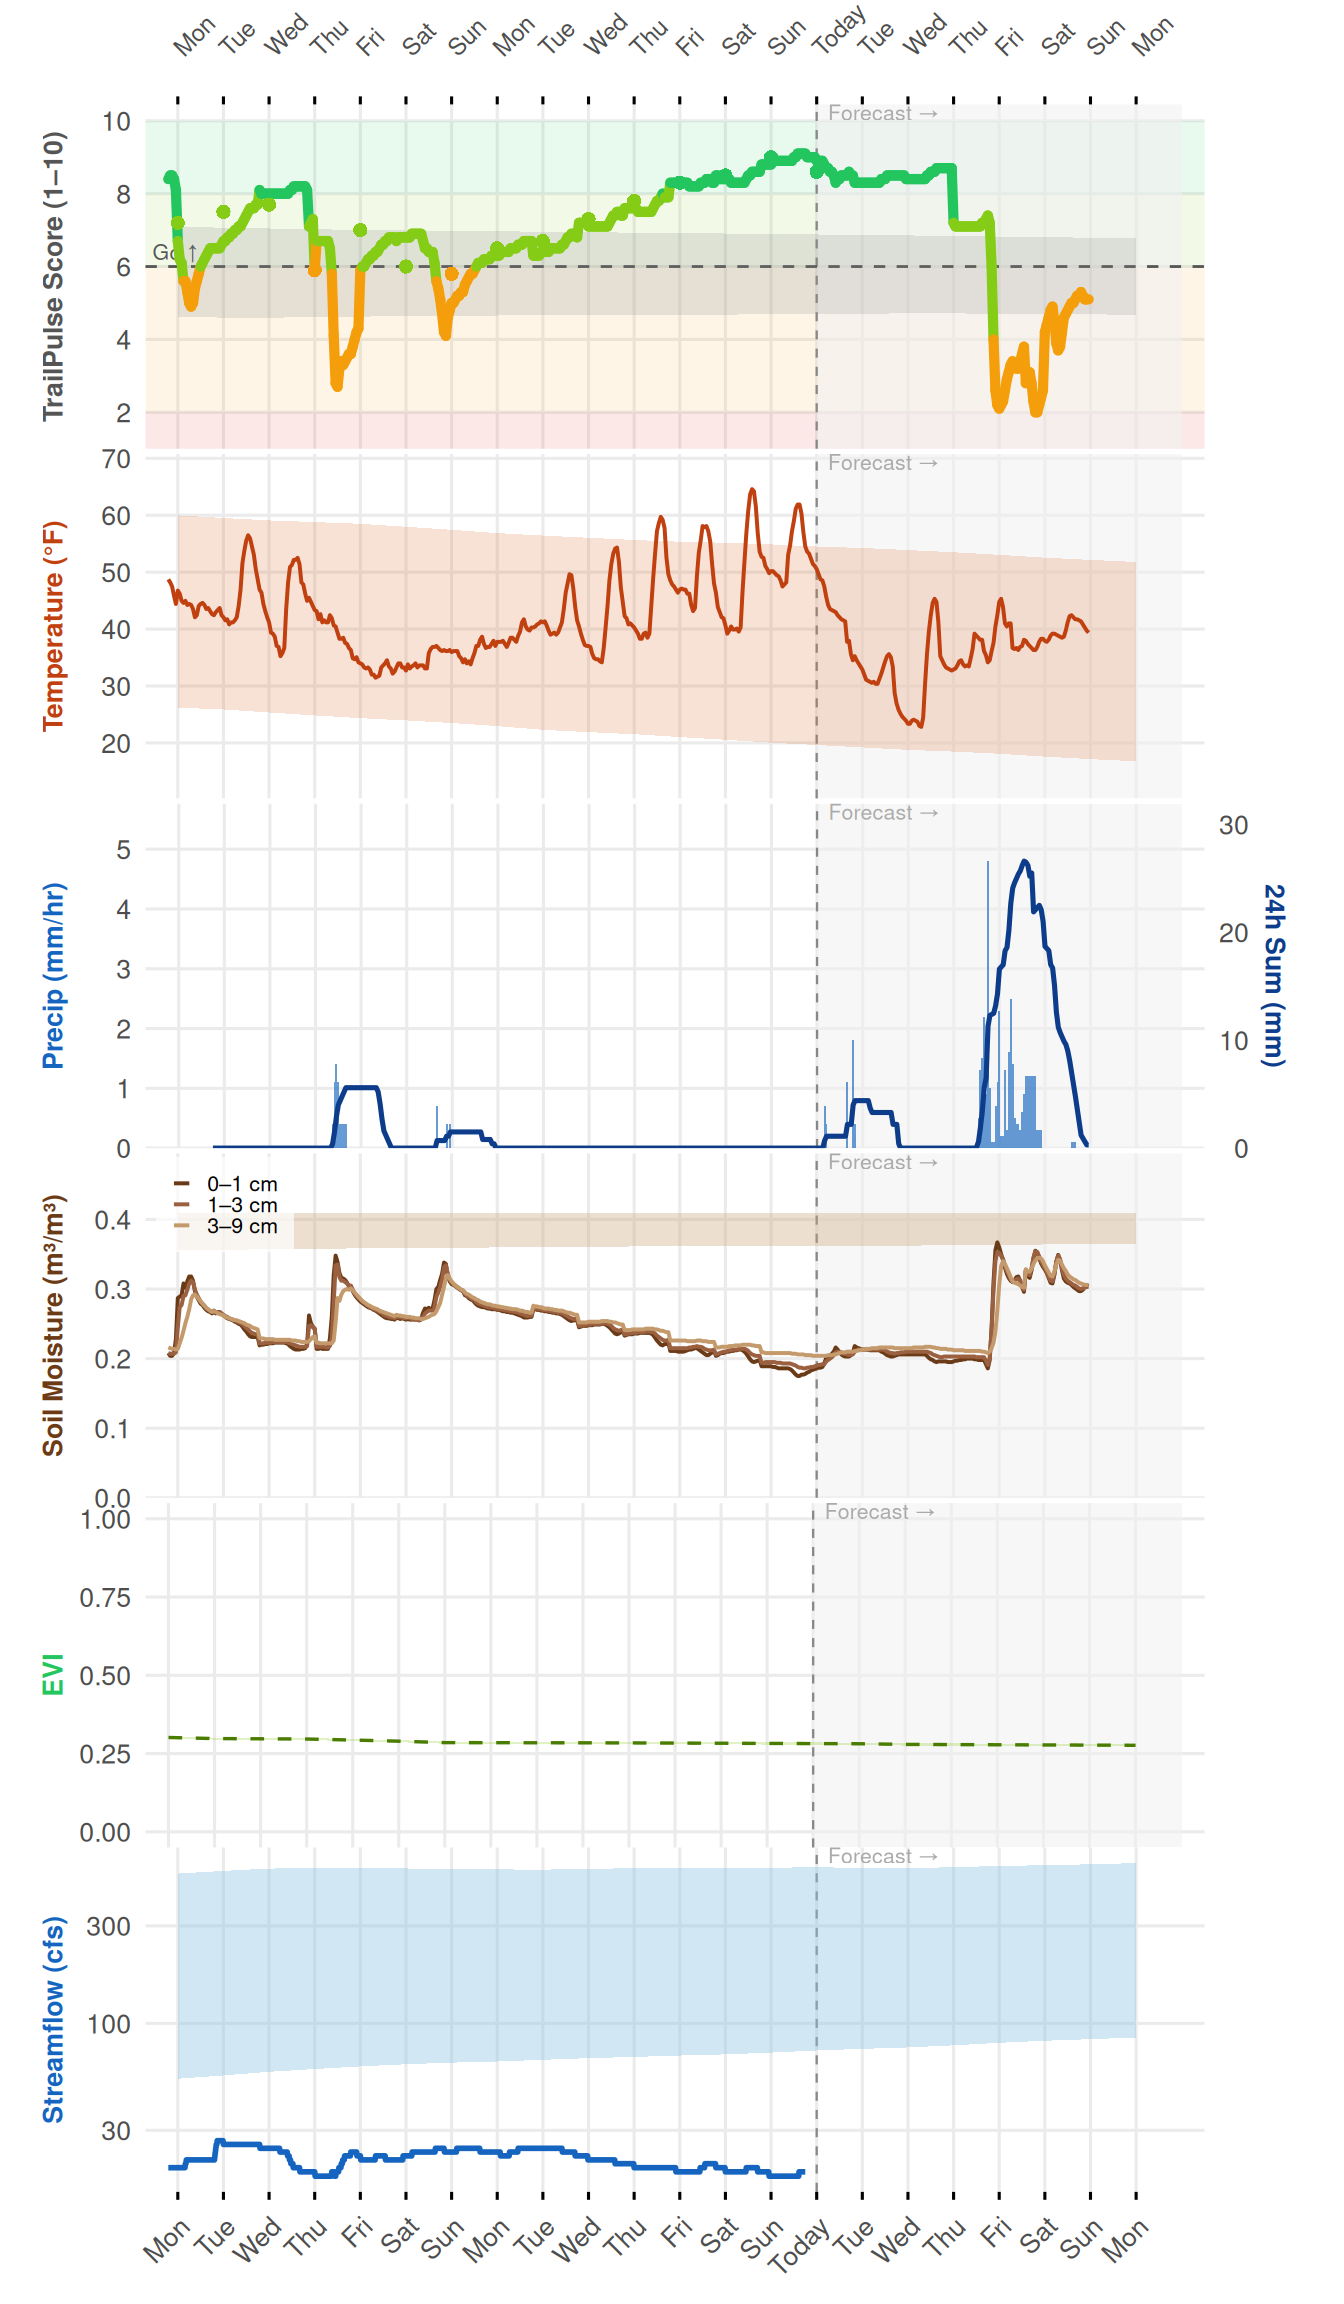 Mon Tue Wed Thu Fri Sat Sun Mon Tue Wed Thu Fri Sat Sun Today Tue Wed Thu Fri Sat Sun Mon
TrailPulse Score (1–10)
10
8
6
4
2
Go ↑
Forecast →
Temperature (°F)
70
60
50
40
30
20
Forecast →
Precip (mm/hr)
5
4
3
2
1
0
Forecast →
24h Sum (mm)
30
20
10
0
Soil Moisture (m³/m³)
0.4
0.3
0.2
0.1
0.0
0–1 cm
1–3 cm
3–9 cm
Forecast →
EVI
1.00
0.75
0.50
0.25
0.00
Forecast →
Streamflow (cfs)
300
100
30
Forecast →
Mon Tue Wed Thu Fri Sat Sun Mon Tue Wed Thu Fri Sat Sun Today Tue Wed Thu Fri Sat Sun Mon